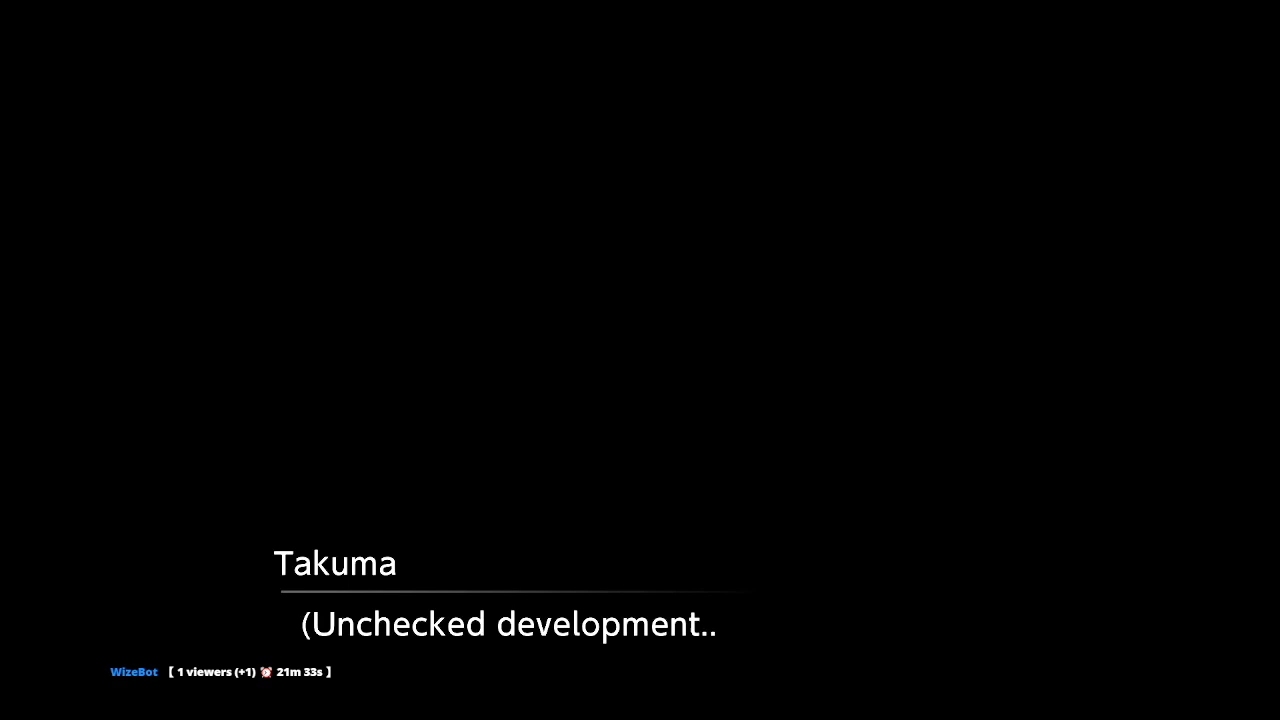 Takuma
(Unchecked development..
WizeBot 【 1 viewers (+1) ⏰ 21m 33s 】